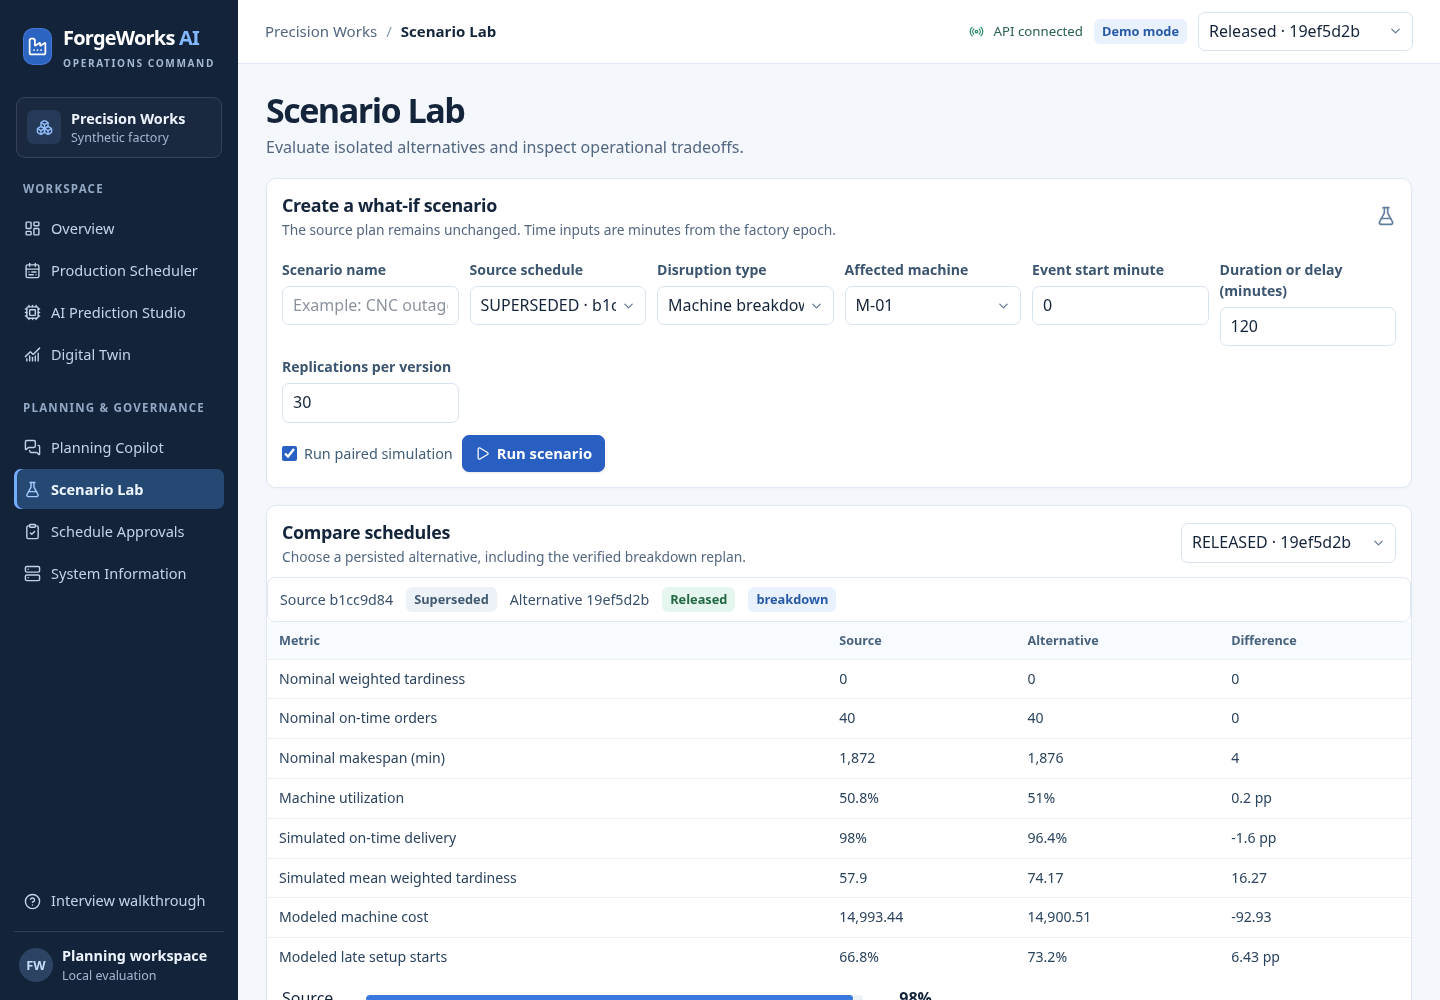 ForgeWorks AI
OPERATIONS COMMAND
Precision Works
Synthetic factory
WORKSPACE
Overview
Production Scheduler
AI Prediction Studio
Digital Twin
PLANNING & GOVERNANCE
Planning Copilot
Scenario Lab
Schedule Approvals
System Information
Interview walkthrough
FW
Planning workspace
Local evaluation
Precision Works / Scenario Lab
API connected
Demo mode
Released · 19ef5d2b
Scenario Lab
Evaluate isolated alternatives and inspect operational tradeoffs.
Create a what-if scenario
The source plan remains unchanged. Time inputs are minutes from the factory epoch.
Scenario name
Example: CNC outag
Source schedule
SUPERSEDED · b1c
Disruption type
Machine breakdow
Affected machine
M-01
Event start minute
0
Duration or delay
(minutes)
120
Replications per version
30
Run paired simulation
Run scenario
Compare schedules
Choose a persisted alternative, including the verified breakdown replan.
RELEASED · 19ef5d2b
Source b1cc9d84 Superseded Alternative 19ef5d2b Released breakdown
Metric Source Alternative Difference
Nominal weighted tardiness 0 0 0
Nominal on-time orders 40 40 0
Nominal makespan (min) 1,872 1,876 4
Machine utilization 50.8% 51% 0.2 pp
Simulated on-time delivery 98% 96.4% -1.6 pp
Simulated mean weighted tardiness 57.9 74.17 16.27
Modeled machine cost 14,993.44 14,900.51 -92.93
Modeled late setup starts 66.8% 73.2% 6.43 pp
Source 98%